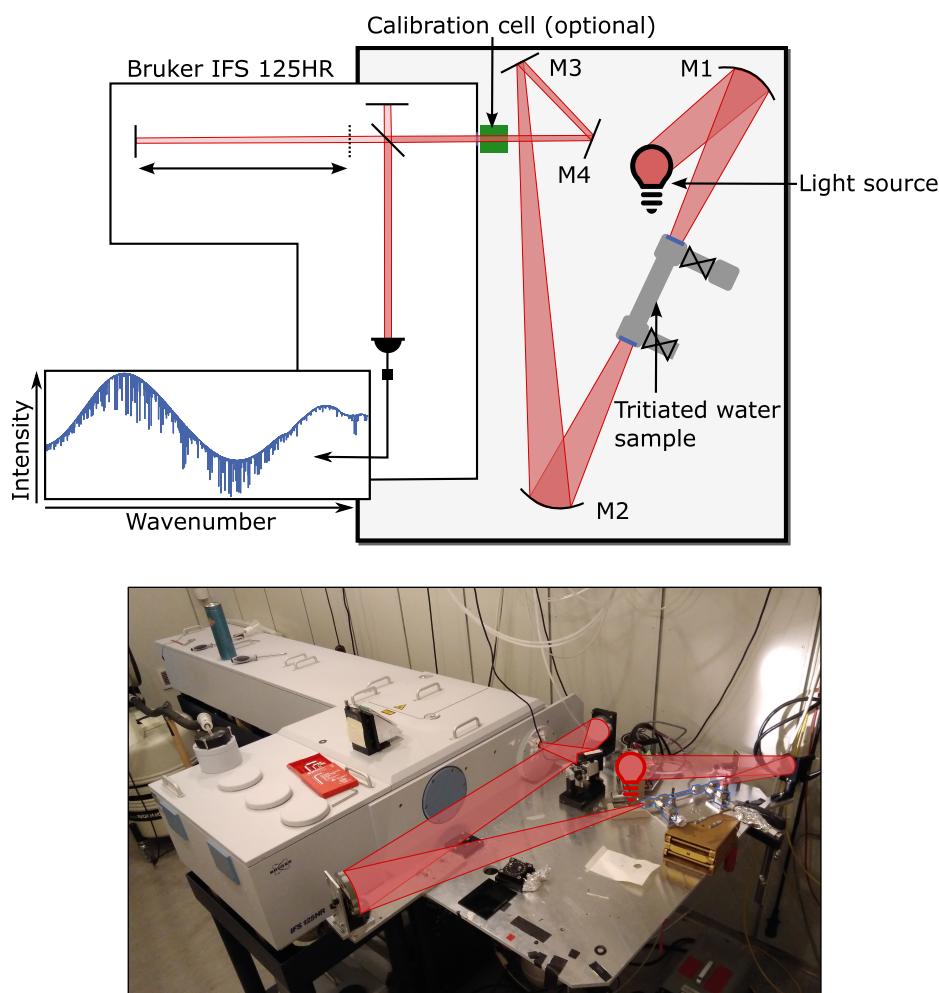 Calibration cell (optional)
Bruker IFS 125HR
M3
M1
M4
Light source
Tritiated water
sample
Intensity
M2
Wavenumber
BRUKER
IFS 125HR